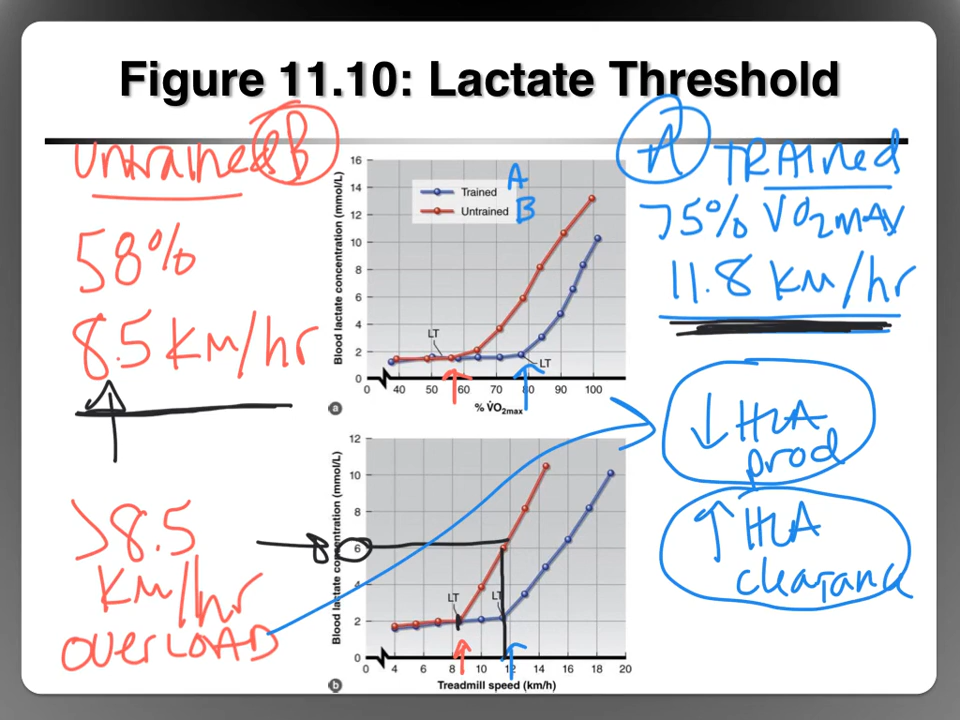 Figure 11.10: Lactate Threshold
Untrained B
58%
8.5 KM/hr
>8.5
KM/hr
OVERLOAD
A TRAINED
75% VO2MAX
11.8 KM/hr
↓ HLA
prod
↑ HLA
clearance
Blood lactate concentration (mmol/L)
16
14
12
10
8
6
4
2
0
Trained A
Untrained B
LT
LT
0 40 50 60 70 80 90 100
% V̇O2max
a
Blood lactate concentration (mmol/L)
12
10
8
6
4
2
0
8
LT
LT
0 4 6 8 10 12 14 16 18 20
Treadmill speed (km/h)
b